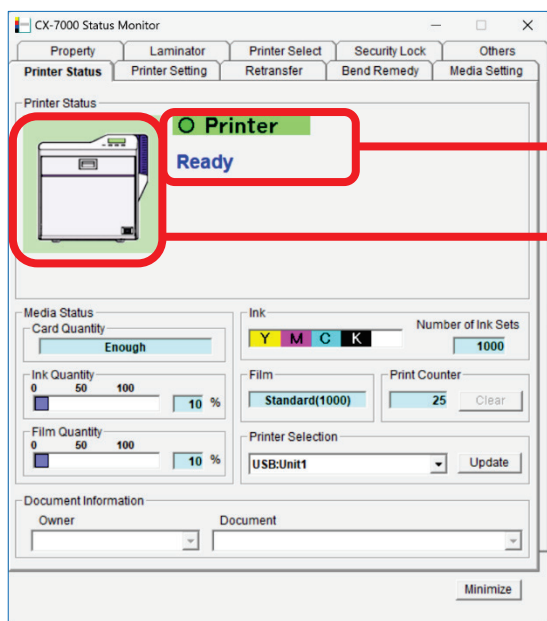 CX-7000 Status Monitor
Property Laminator Printer Select Security Lock Others
Printer Status Printer Setting Retransfer Bend Remedy Media Setting
Printer Status
Printer
Ready
Media Status
Card Quantity
Enough
Ink
Y M C K
Number of Ink Sets
1000
Ink Quantity
0 50 100
10 %
Film
Standard(1000)
Print Counter
25 Clear
Film Quantity
0 50 100
10 %
Printer Selection
USB:Unit1 Update
Document Information
Owner Document
Minimize